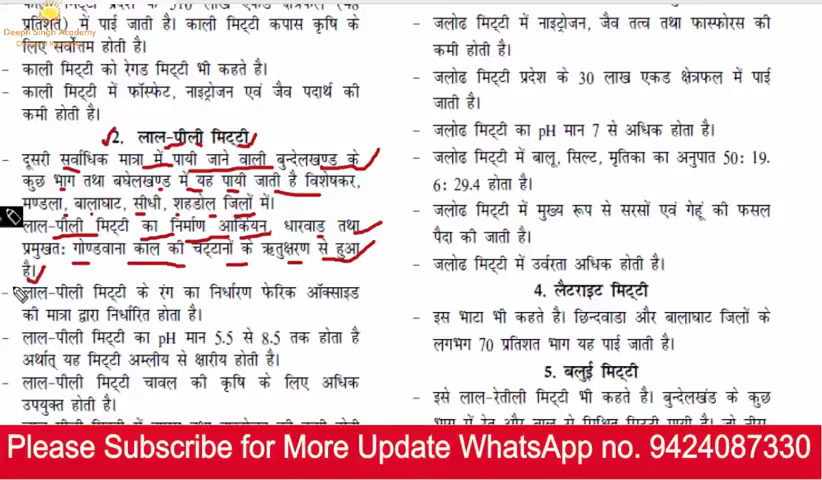 Deeph Singh Academy
काली मिट्टी प्रदेश के
प्रतिशत) में पाई जाती है। काली मिट्टी कपास कृषि के
लिए सर्वोत्तम होती है।
- काली मिट्टी को रेगड मिट्टी भी कहते है।
- काली मिट्टी में फॉस्फेट, नाइट्रोजन एवं जैव पदार्थ की
कमी होती है।
2. लाल-पीली मिट्टी
- दूसरी सर्वाधिक मात्रा में पायी जाने वाली बुन्देलखण्ड के
कुछ भाग तथा बघेलखण्ड में यह पायी जाती है विशेषकर,
मण्डला, बालाघाट, सीधी, शहडोल जिलों में।
लाल-पीली मिट्टी का निर्माण आर्कियन धारवाड़ तथा
प्रमुखतः गोण्डवाना काल की चट्टानों के ऋतुक्षरण से हुआ
है।
- लाल-पीली मिट्टी के रंग का निर्धारण फेरिक ऑक्साइड
की मात्रा द्वारा निर्धारित होता है।
- लाल-पीली मिट्टी का pH मान 5.5 से 8.5 तक होता है
अर्थात् यह मिट्टी अम्लीय से क्षारीय होती है।
- लाल-पीली मिट्टी चावल की कृषि के लिए अधिक
उपयुक्त होती है।
- जलोढ मिट्टी में नाइट्रोजन, जैव तत्व तथा फास्फोरस की
कमी होती है।
- जलोढ मिट्टी प्रदेश के 30 लाख एकड क्षेत्रफल में पाई
जाती है।
- जलोढ मिट्टी का pH मान 7 से अधिक होता है।
- जलोढ मिट्टी में बालू, सिल्ट, मृतिका का अनुपात 50: 19.
6: 29.4 होता है।
- जलोढ मिट्टी में मुख्य रूप से सरसों एवं गेहूं की फसल
पैदा की जाती है।
- जलोढ मिट्टी में उर्वरता अधिक होती है।
4. लैटराइट मिट्टी
- इस भाटा भी कहते है। छिन्दवाडा और बालाघाट जिलों के
लगभग 70 प्रतिशत भाग यह पाई जाती है।
5. बलुई मिट्टी
- इसे लाल-रेतीली मिट्टी भी कहते है। बुन्देलखंड के कुछ
Please Subscribe for More Update WhatsApp no. 9424087330